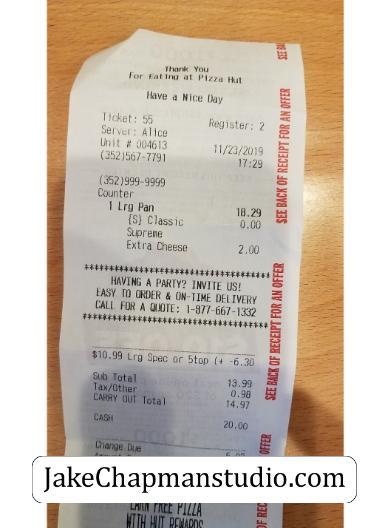 Thank You
For Eating at Pizza Hut
Have a Nice Day
Ticket: 55 Register: 2
Server: Alice
Unit # 004613 11/23/2019
(352)567-7791 17:29
(352)999-9999
Counter
1 Lrg Pan 18.29
{S} Classic 0.00
Supreme
Extra Cheese 2.00
********************************
HAVING A PARTY? INVITE US!
EASY TO ORDER & ON-TIME DELIVERY
CALL FOR A QUOTE: 1-877-667-1332
********************************
$10.99 Lrg Spec or 5top (+ -6.30
Sub Total 13.99
Tax/Other 0.98
CARRY OUT Total 14.97
CASH 20.00
Change Due
EARN FREE PIZZA
WITH HUT REWARDS
SEE BACK
SEE BACK OF RECEIPT FOR AN OFFER
SEE BACK OF RECEIPT FOR AN OFFER
OFFER
JakeChapmanstudio.com